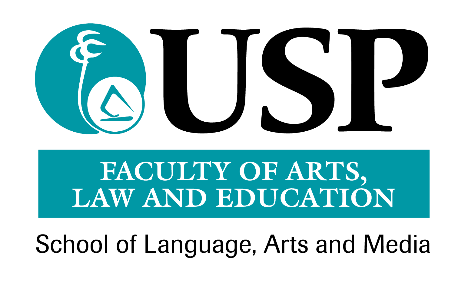 USP
FACULTY OF ARTS,
LAW AND EDUCATION
School of Language, Arts and Media